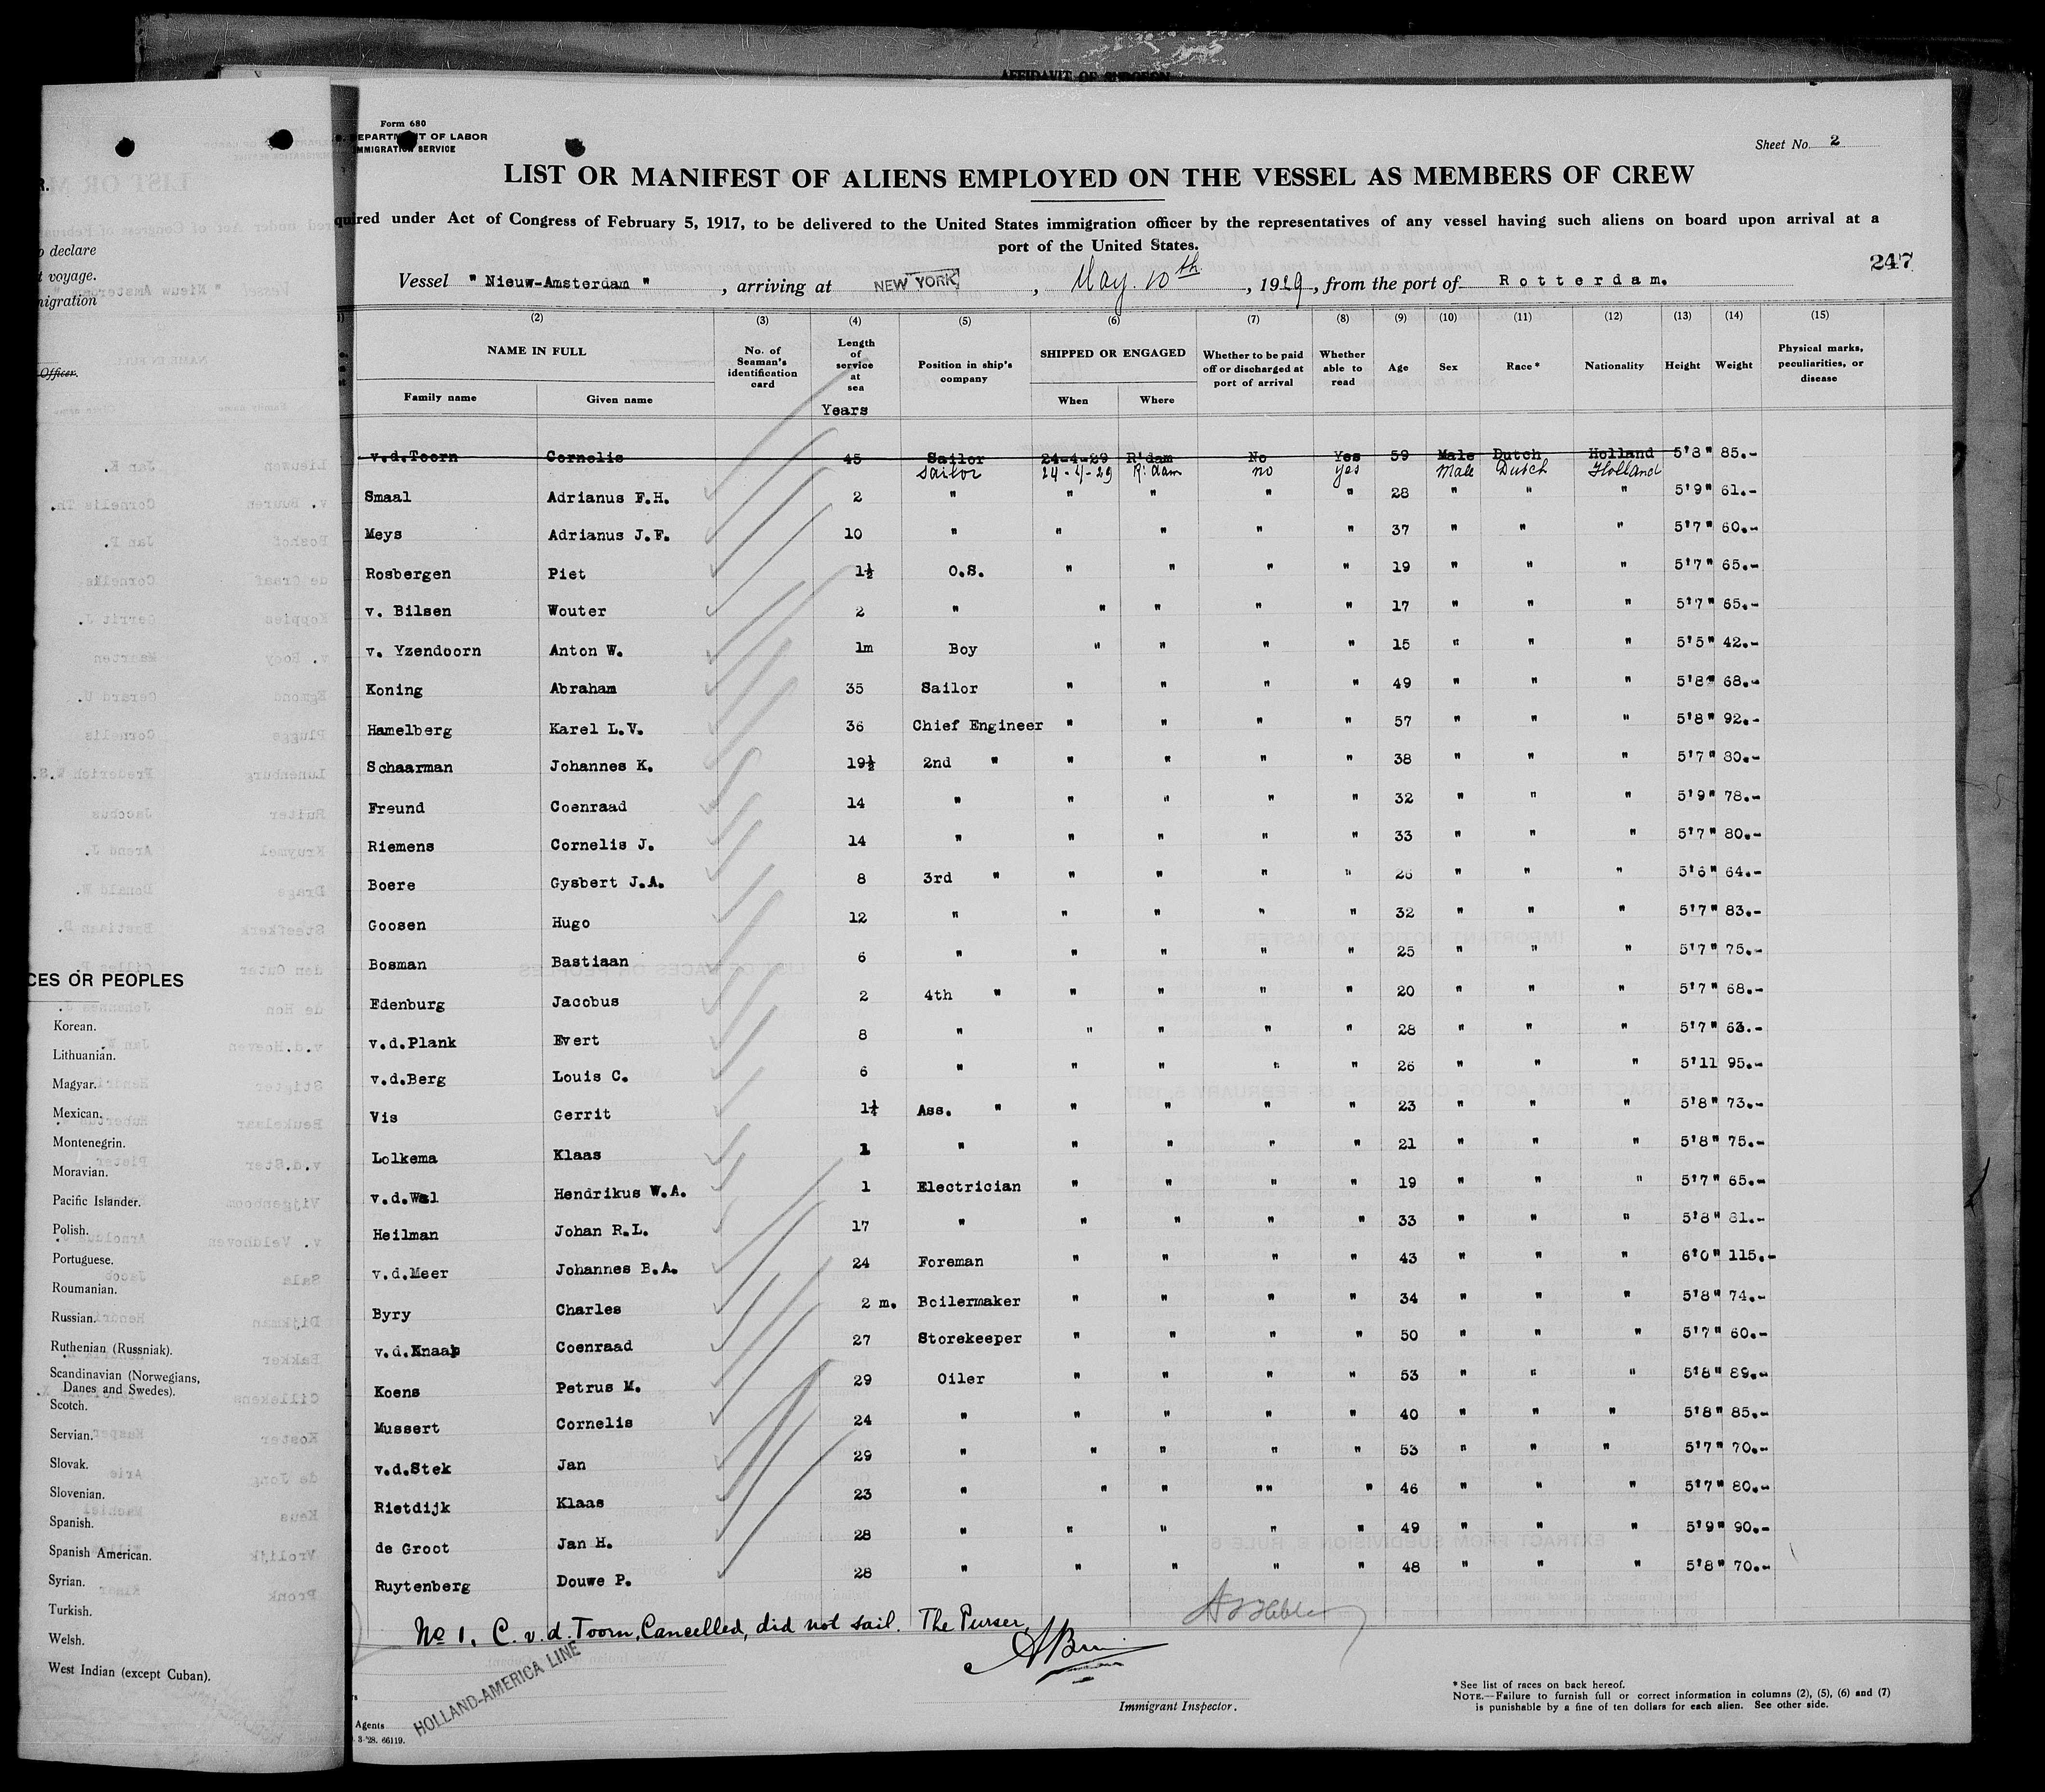 AFFIDAVIT OF SURGEON
Form 680
DEPARTMENT OF LABOR
IMMIGRATION SERVICE
Sheet No. 2
LIST OR MANIFEST OF ALIENS EMPLOYED ON THE VESSEL AS MEMBERS OF CREW
quired under Act of Congress of February 5, 1917, to be delivered to the United States immigration officer by the representatives of any vessel having such aliens on board upon arrival at a
port of the United States.
247
Vessel " Nieuw-Amsterdam " , arriving at NEW YORK , May. 10th. , 1929 , from the port of Rotterdam.
(2) (3) (4) (5) (6) (7) (8) (9) (10) (11) (12) (13) (14) (15)
NAME IN FULL
Family name Given name
No. of Seaman's identification card
Length of service at sea
Years
Position in ship's company
SHIPPED OR ENGAGED
When Where
Whether to be paid off or discharged at port of arrival
Whether able to read
Age Sex Race* Nationality Height Weight
Physical marks, peculiarities, or disease
v.d.Toorn Cornelis 45 Sailor 24-4-29 R'dam No Yes 59 Male Dutch Holland 5'8" 85.-
Sailor 24-4-29 R'dam no yes Male Dutch Holland
Smaal Adrianus F.H. 2 " " " " " 28 " " " 5'9" 61.-
Meys Adrianus J.F. 10 " " " " " 37 " " " 5'7" 60.-
Rosbergen Piet 1½ O.S. " " " " 19 " " " 5'7" 65.-
v. Bilsen Wouter 2 " " " " " 17 " " " 5'7" 65.-
v. Yzendoorn Anton W. 1m Boy " " " " 15 " " " 5'5" 42.-
Koning Abraham 35 Sailor " " " " 49 " " " 5'8" 68.-
Hamelberg Karel L.V. 36 Chief Engineer " " " " 57 " " " 5'8" 92.-
Schaarman Johannes K. 19½ 2nd " " " " " 38 " " " 5'7" 80.-
Freund Coenraad 14 " " " " " 32 " " " 5'9" 78.-
Riemens Cornelis J. 14 " " " " " 33 " " " 5'7" 80.-
Boere Gysbert J.A. 8 3rd " " " " " 26 " " " 5'6" 64.-
Goosen Hugo 12 " " " " " 32 " " " 5'7" 83.-
Bosman Bastiaan 6 " " " " " 25 " " " 5'7" 75.-
Edenburg Jacobus 2 4th " " " " " 20 " " " 5'7" 68.-
v.d.Plank Evert 8 " " " " " 28 " " " 5'7" 63.-
v.d.Berg Louis C. 6 " " " " " 26 " " " 5'11 95.-
Vis Gerrit 1½ Ass. " " " " " 23 " " " 5'8" 73.-
Lolkema Klaas 1 " " " " " 21 " " " 5'8" 75.-
v.d.Wal Hendrikus W.A. 1 Electrician " " " " 19 " " " 5'7" 65.-
Heilman Johan R.L. 17 " " " " " 33 " " " 5'8" 81.-
v.d.Meer Johannes B.A. 24 Foreman " " " " 43 " " " 6'0" 115.-
Byry Charles 2 m. Boilermaker " " " " 34 " " " 5'8" 74.-
v.d.Knaap Coenraad 27 Storekeeper " " " " 50 " " " 5'7" 60.-
Koens Petrus M. 29 Oiler " " " " 53 " " " 5'8" 89.-
Mussert Cornelis 24 " " " " " 40 " " " 5'8" 85.-
v.d.Stek Jan 29 " " " " " 53 " " " 5'7" 70.-
Rietdijk Klaas 23 " " " "" " 46 " " " 5'7" 80.-
de Groot Jan H. 28 " " " " " 49 " " " 5'9" 90.-
Ruytenberg Douwe P. 28 " " " " " 48 " " " 5'8" 70.-
No 1, C. v. d. Toorn, Cancelled, did not sail. The Purser,
HOLLAND-AMERICA LINE
Immigrant Inspector.
* See list of races on back hereof.
NOTE.—Failure to furnish full or correct information in columns (2), (5), (6) and (7)
is punishable by a fine of ten dollars for each alien. See other side.
Agents
3-'28. 66119.
R.
o declare
t voyage.
migration
Officer.
CES OR PEOPLES
Korean.
Lithuanian.
Magyar.
Mexican.
Montenegrin.
Moravian.
Pacific Islander.
Polish.
Portuguese.
Roumanian.
Russian.
Ruthenian (Russniak).
Scandinavian (Norwegians,
Danes and Swedes).
Scotch.
Servian.
Slovak.
Slovenian.
Spanish.
Spanish American.
Syrian.
Turkish.
Welsh.
West Indian (except Cuban).